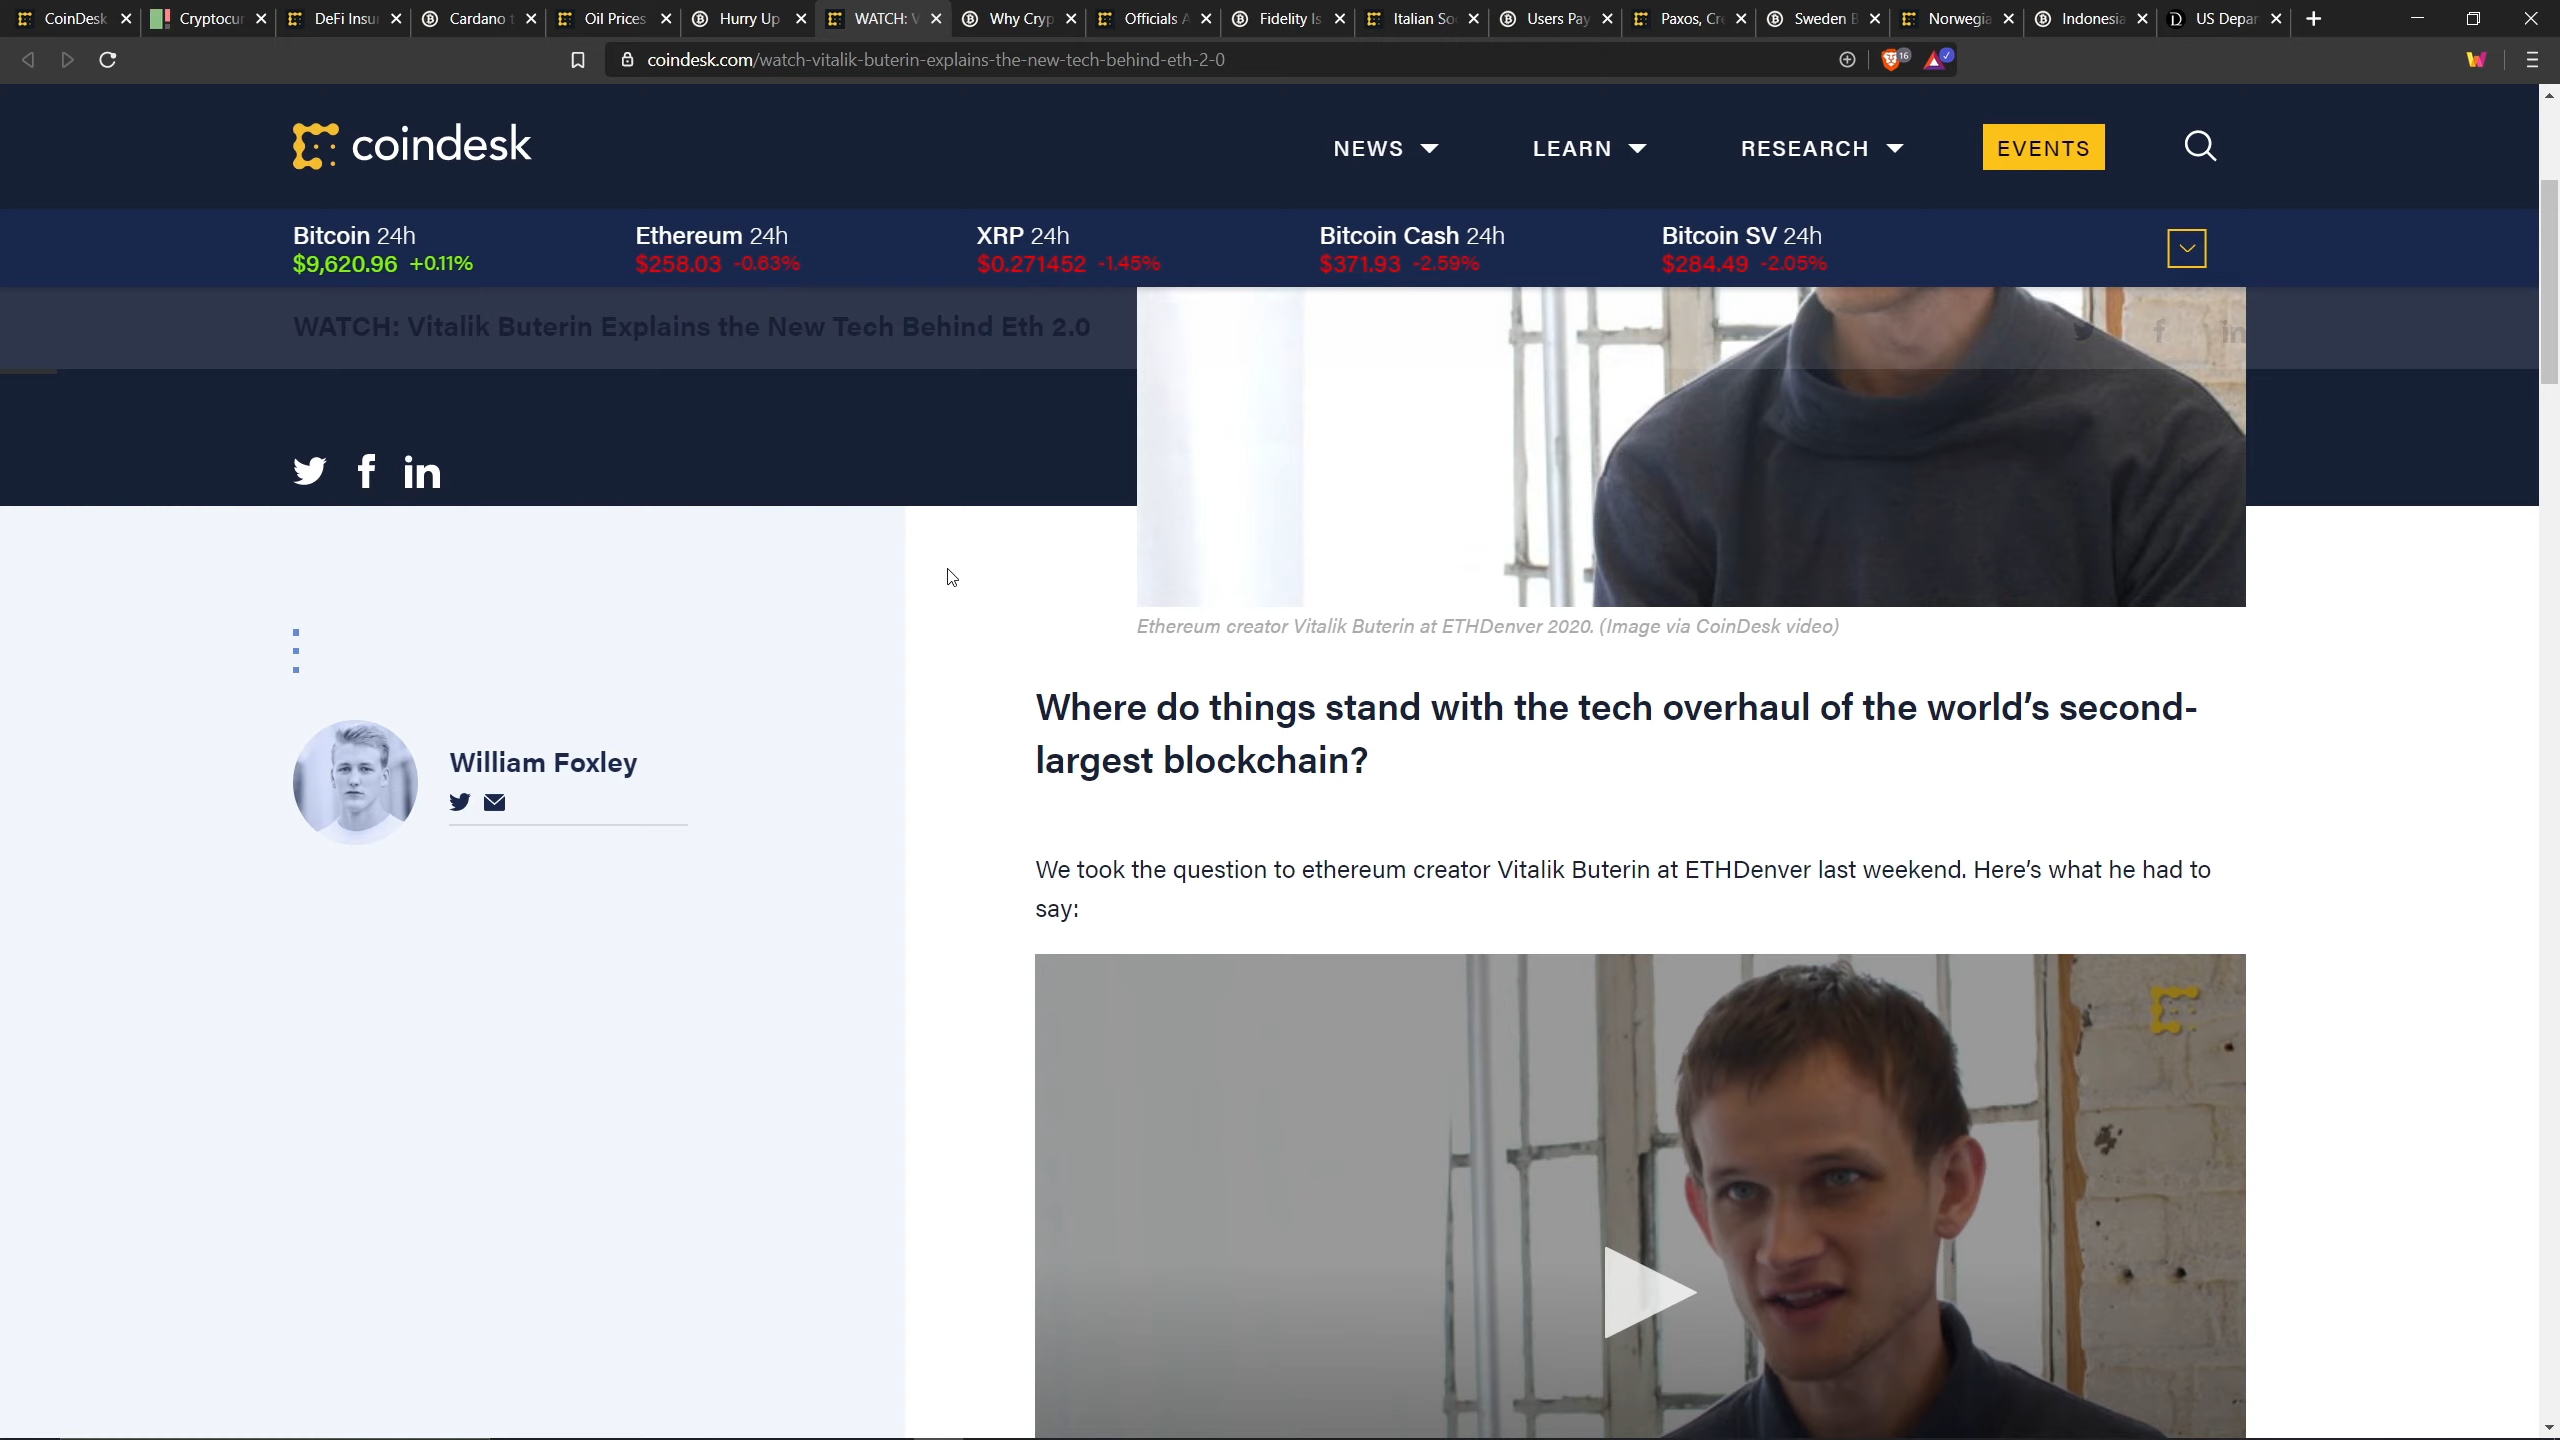 CoinDesk
Cryptocur
DeFi Insur
Cardano t
Oil Prices
Hurry Up
WATCH: V
Why Cryp
Officials A
Fidelity Is
Italian So
Users Pay
Paxos, Cr
Sweden B
Norwegia
Indonesia
US Depar
coindesk.com/watch-vitalik-buterin-explains-the-new-tech-behind-eth-2-0
16
coindesk
NEWS
LEARN
RESEARCH
EVENTS
Bitcoin 24h
$9,620.96 +0.11%
Ethereum 24h
$258.03 -0.63%
XRP 24h
$0.271452 -1.45%
Bitcoin Cash 24h
$371.93 -2.59%
Bitcoin SV 24h
$284.49 -2.05%
WATCH: Vitalik Buterin Explains the New Tech Behind Eth 2.0
Ethereum creator Vitalik Buterin at ETHDenver 2020. (Image via CoinDesk video)
William Foxley
Where do things stand with the tech overhaul of the world’s second-
largest blockchain?
We took the question to ethereum creator Vitalik Buterin at ETHDenver last weekend. Here’s what he had to
say: